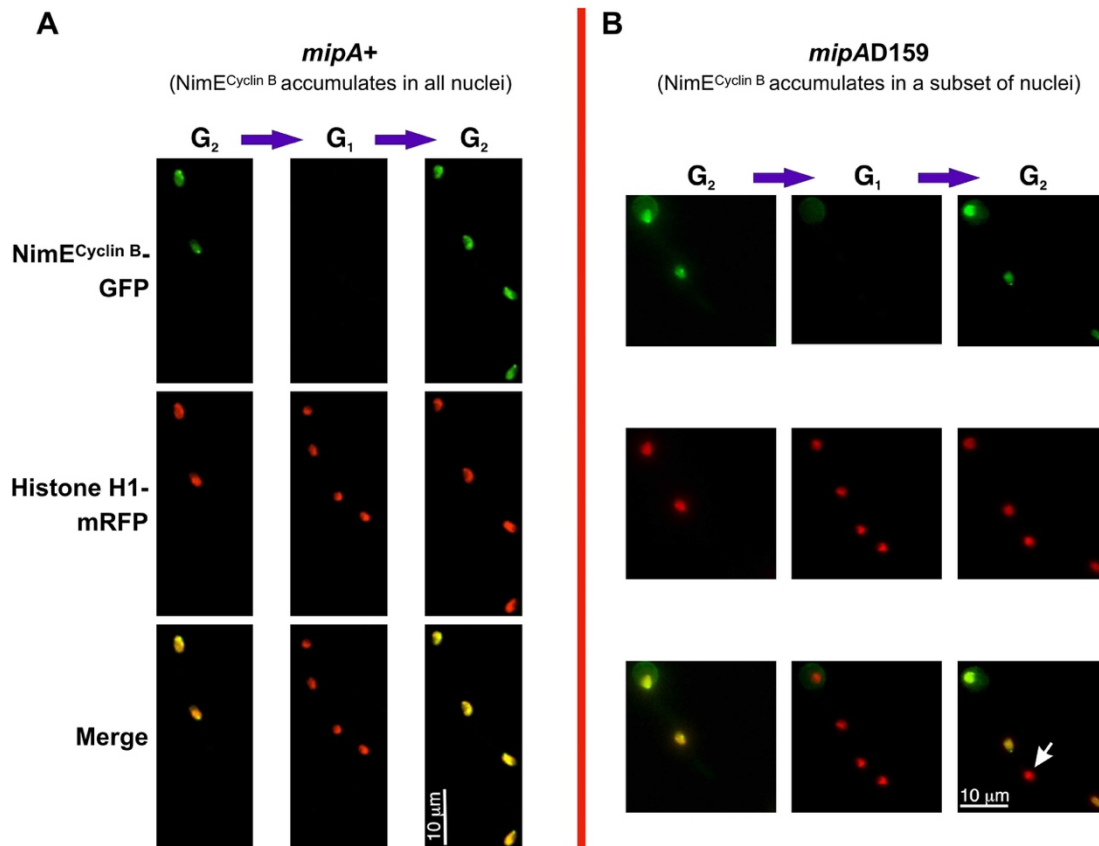 A
mipA+
(NimE^Cyclin B accumulates in all nuclei)
G₂ G₁ G₂
NimE^Cyclin B-
GFP
Histone H1-
mRFP
Merge
10 μm
B
mipAD159
(NimE^Cyclin B accumulates in a subset of nuclei)
G₂ G₁ G₂
10 μm